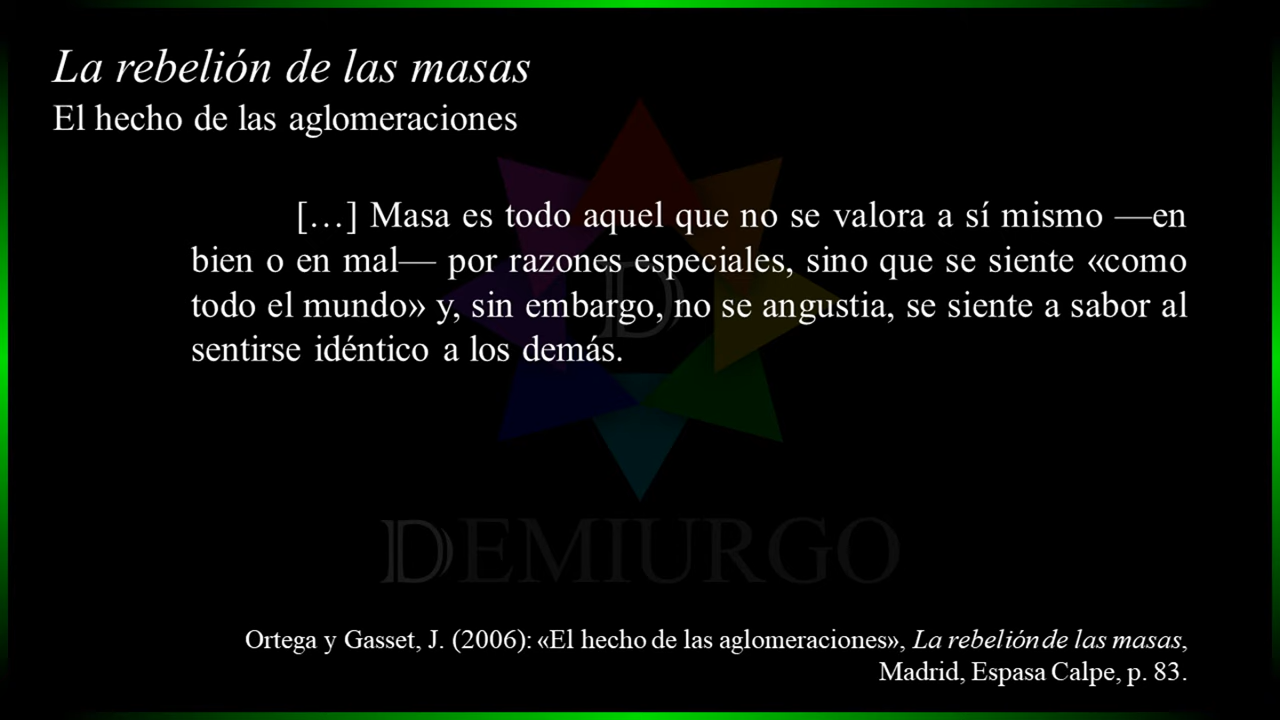 La rebelión de las masas
El hecho de las aglomeraciones
[…] Masa es todo aquel que no se valora a sí mismo —en
bien o en mal— por razones especiales, sino que se siente «como
todo el mundo» y, sin embargo, no se angustia, se siente a sabor al
sentirse idéntico a los demás.
D
DEMIURGO
Ortega y Gasset, J. (2006): «El hecho de las aglomeraciones», La rebelión de las masas,
Madrid, Espasa Calpe, p. 83.